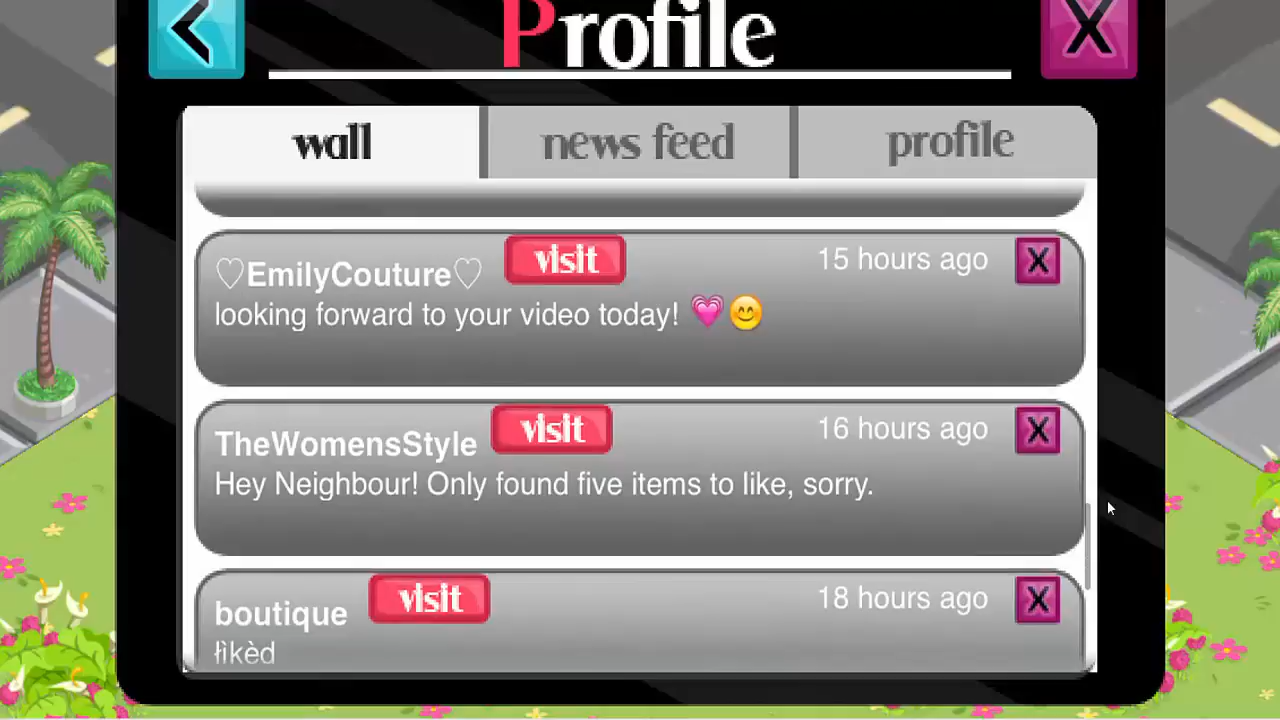 Profile
wall
news feed
profile
♡EmilyCouture♡ visit 15 hours ago X
looking forward to your video today! 💗😊
TheWomensStyle visit 16 hours ago X
Hey Neighbour! Only found five items to like, sorry.
boutique visit 18 hours ago X
łìkèd